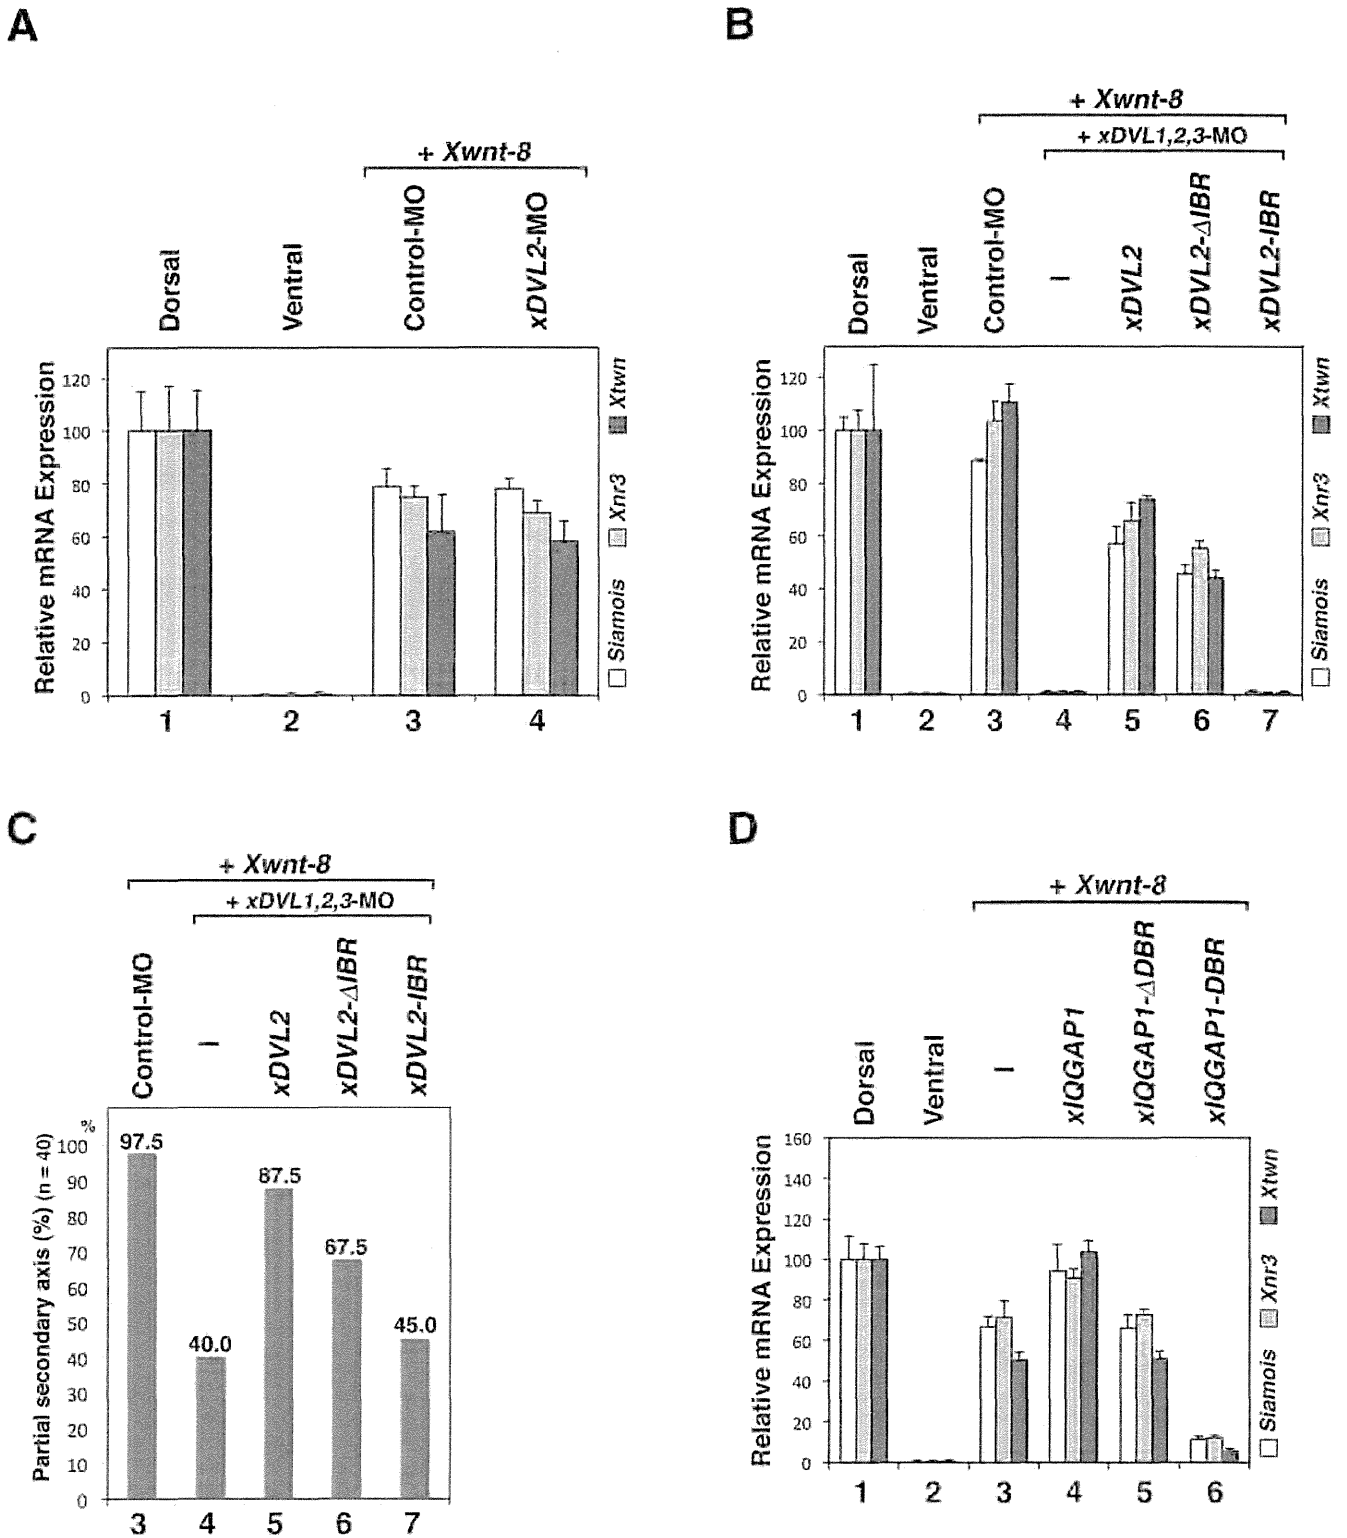 A
+ Xwnt-8
Dorsal
Ventral
Control-MO
xDVL2-MO
Relative mRNA Expression
120
100
80
60
40
20
0
1 2 3 4
Siamois Xnr3 Xtwn
B
+ Xwnt-8
+ xDVL1,2,3-MO
Dorsal
Ventral
Control-MO
–
xDVL2
xDVL2-ΔIBR
xDVL2-IBR
Relative mRNA Expression
120
100
80
60
40
20
0
1 2 3 4 5 6 7
Siamois Xnr3 Xtwn
C
+ Xwnt-8
+ xDVL1,2,3-MO
Control-MO
–
xDVL2
xDVL2-ΔIBR
xDVL2-IBR
Partial secondary axis (%) (n = 40)
%
100
90
80
70
60
50
40
30
20
10
0
97.5
40.0
87.5
67.5
45.0
3 4 5 6 7
D
+ Xwnt-8
Dorsal
Ventral
–
xIQGAP1
xIQGAP1-ΔDBR
xIQGAP1-DBR
Relative mRNA Expression
160
140
120
100
80
60
40
20
0
1 2 3 4 5 6
Siamois Xnr3 Xtwn